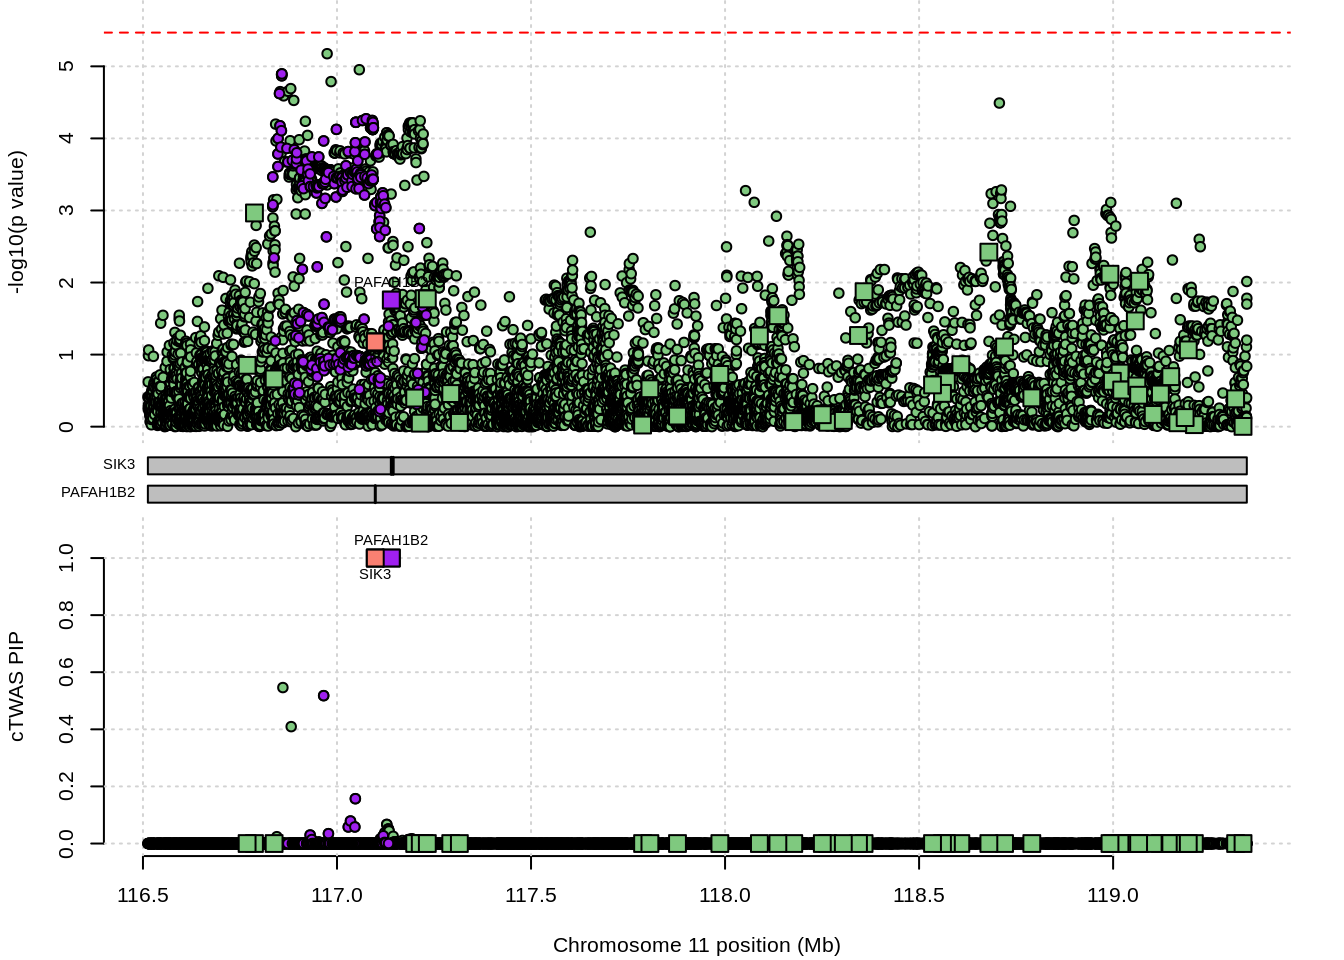 -log10(p value)
5
4
3
2
1
0
PAFAH1B2
SIK3
PAFAH1B2
cTWAS PIP
1.0
0.8
0.6
0.4
0.2
0.0
PAFAH1B2
SIK3
116.5 117.0 117.5 118.0 118.5 119.0
Chromosome 11 position (Mb)